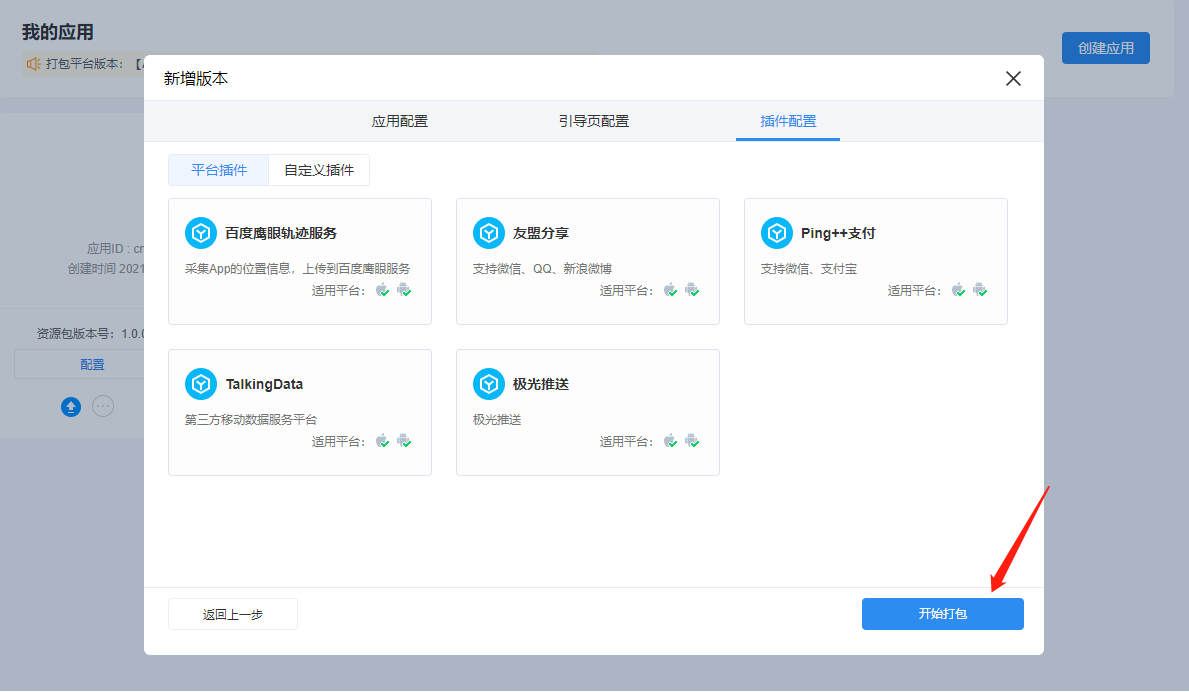 我的应用
打包平台版本：【
创建应用
新增版本
应用配置 引导页配置 插件配置
平台插件 自定义插件
百度鹰眼轨迹服务
采集App的位置信息，上传到百度鹰眼服务
适用平台：
友盟分享
支持微信、QQ、新浪微博
适用平台：
Ping++支付
支持微信、支付宝
适用平台：
TalkingData
第三方移动数据服务平台
适用平台：
极光推送
极光推送
适用平台：
应用ID : cr
创建时间 2021
资源包版本号： 1.0.0
配置
返回上一步
开始打包